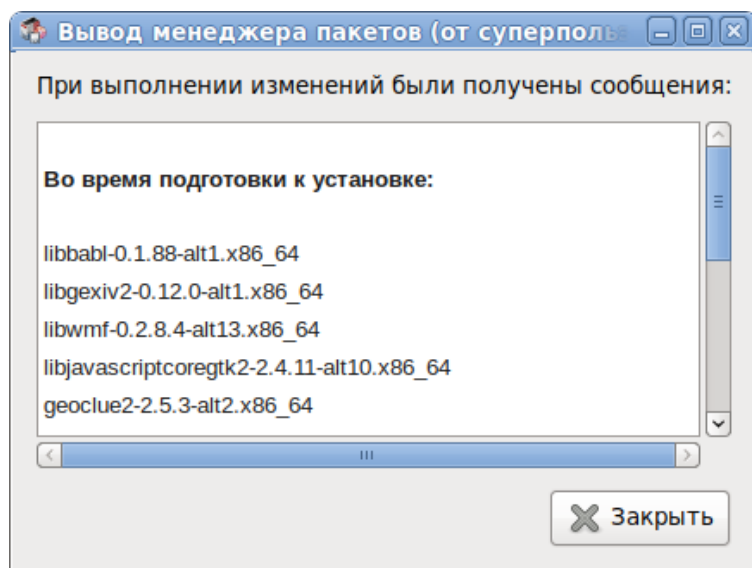 Вывод менеджера пакетов (от суперполь
При выполнении изменений были получены сообщения:
Во время подготовки к установке:
libbabl-0.1.88-alt1.x86_64
libgexiv2-0.12.0-alt1.x86_64
libwmf-0.2.8.4-alt13.x86_64
libjavascriptcoregtk2-2.4.11-alt10.x86_64
geoclue2-2.5.3-alt2.x86_64
Закрыть